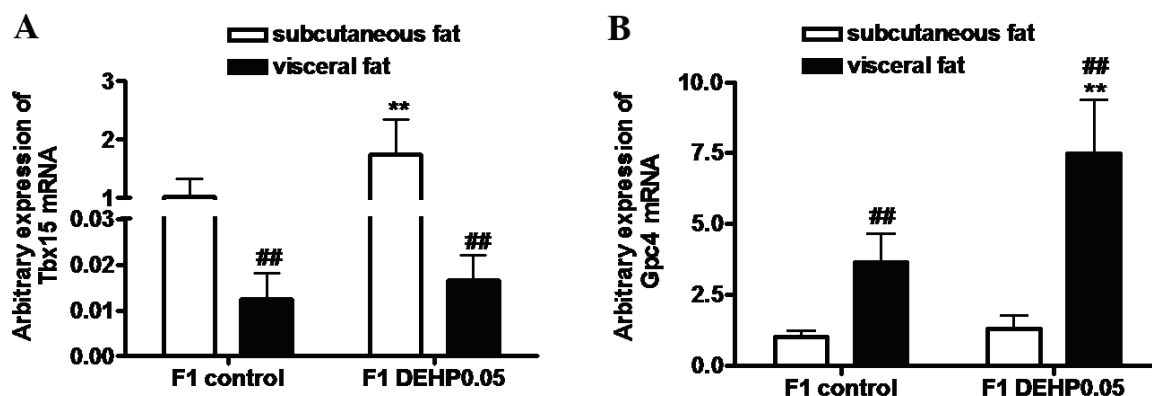 A
subcutaneous fat
visceral fat
Arbitrary expression of
Tbx15 mRNA
3
2
1
0.03
0.02
0.01
0.00
**
##
##
F1 control
F1 DEHP0.05
B
subcutaneous fat
visceral fat
Arbitrary expression of
Gpc4 mRNA
10.0
7.5
5.0
2.5
0.0
##
##
**
F1 control
F1 DEHP0.05